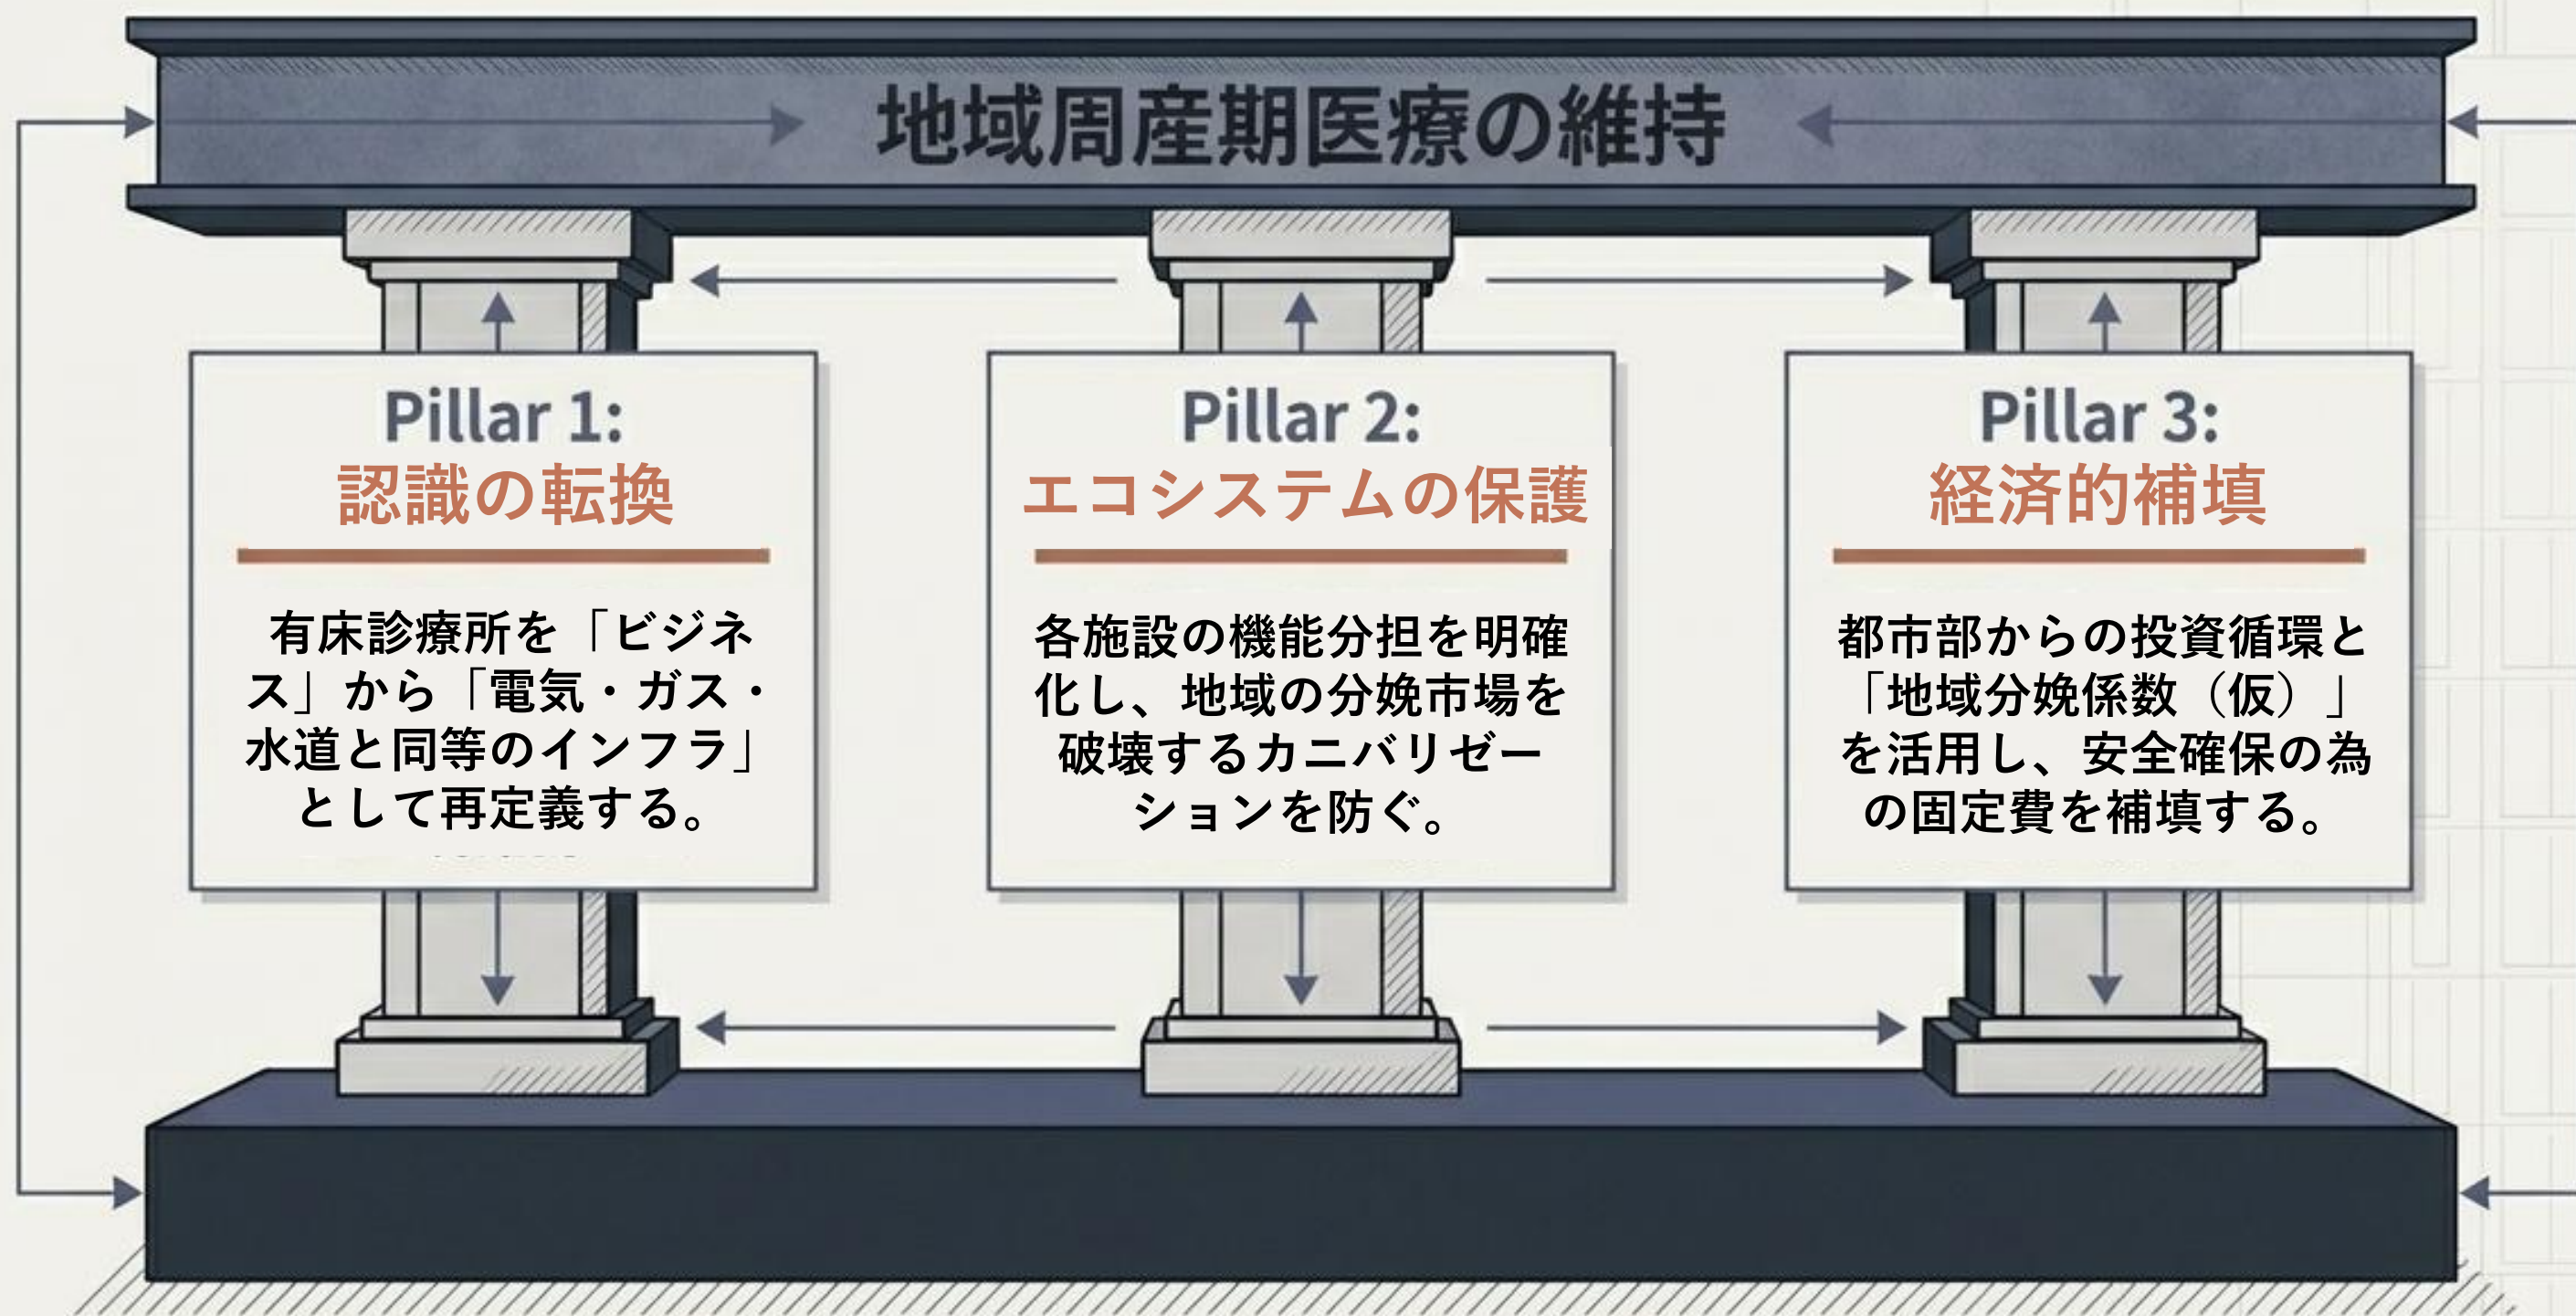 地域周産期医療の維持
Pillar 1:
認識の転換
有床診療所を「ビジネ
ス」から「電気・ガス・
水道と同等のインフラ」
として再定義する。
Pillar 2:
エコシステムの保護
各施設の機能分担を明確
化し、地域の分娩市場を
破壊するカニバリゼー
ションを防ぐ。
Pillar 3:
経済的補填
都市部からの投資循環と
「地域分娩係数（仮）」
を活用し、安全確保の為
の固定費を補填する。